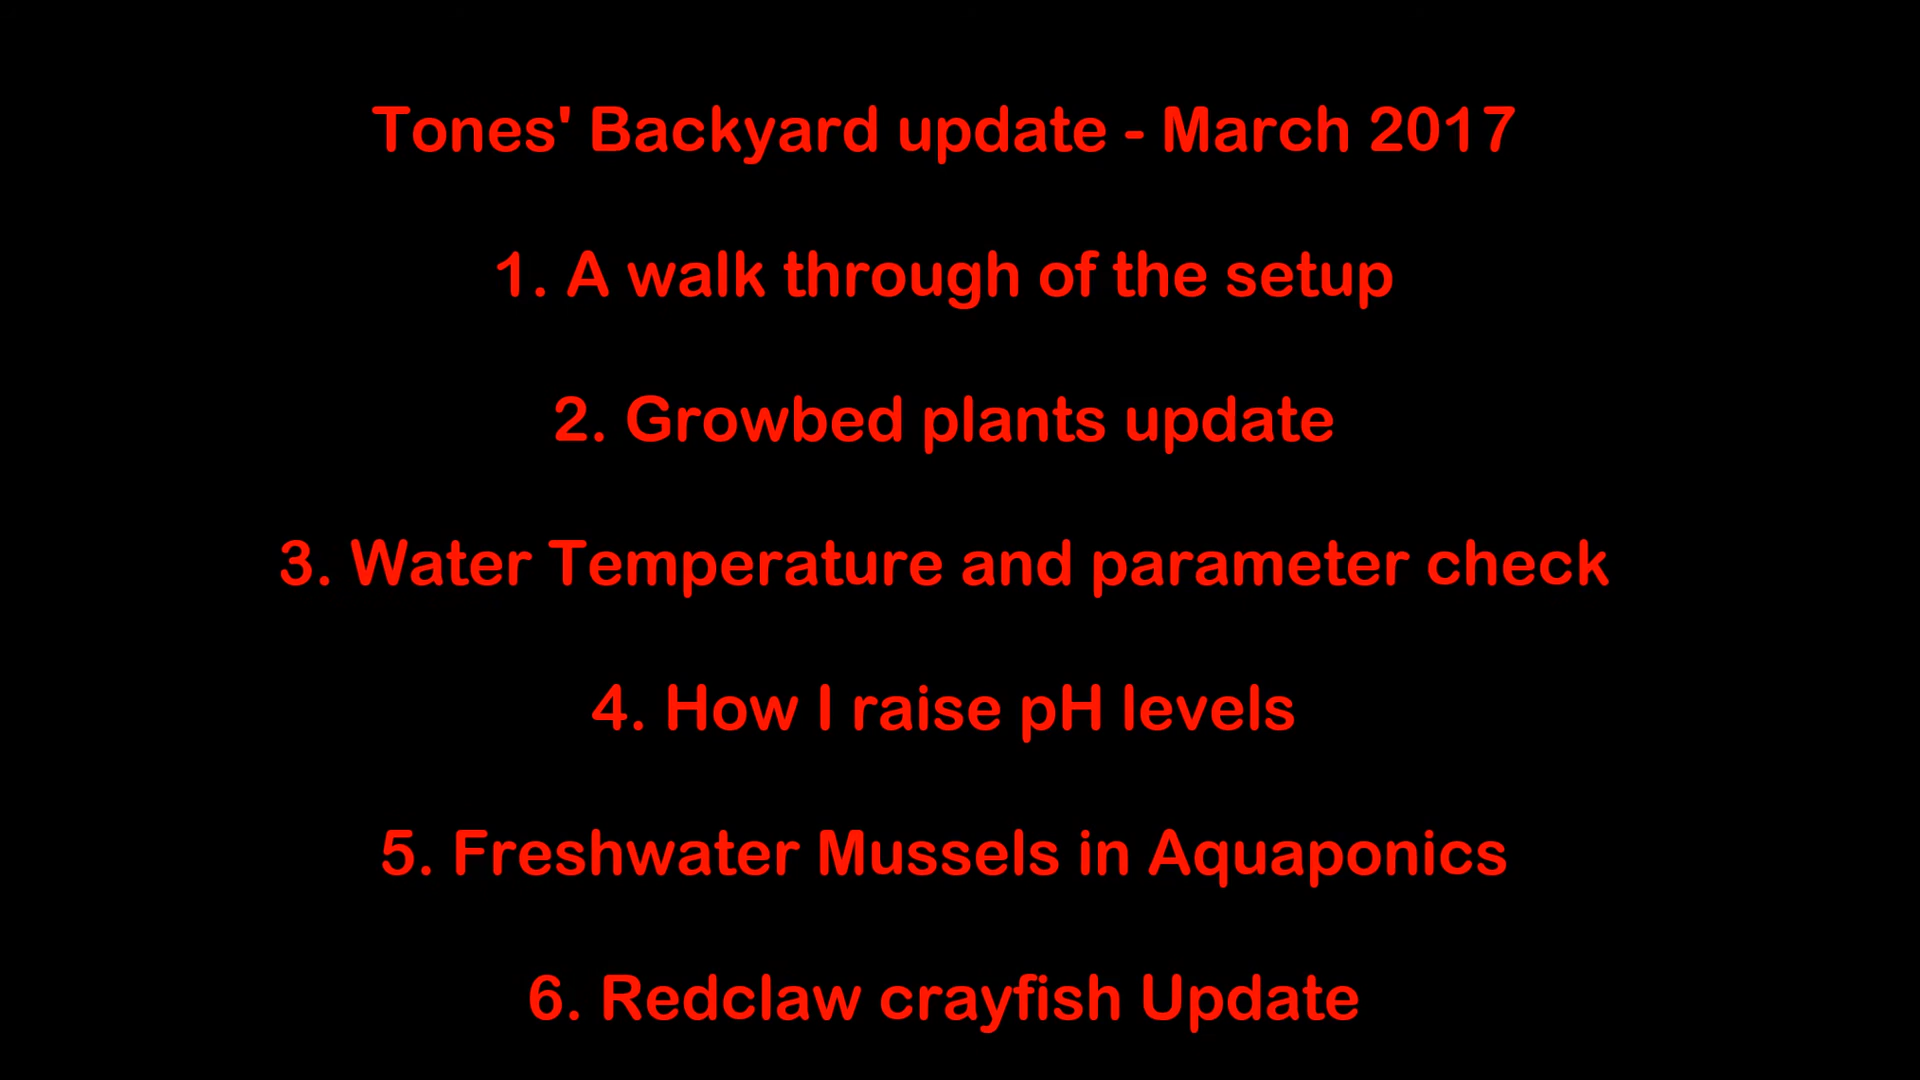 Tones' Backyard update - March 2017
1. A walk through of the setup
2. Growbed plants update
3. Water Temperature and parameter check
4. How I raise pH levels
5. Freshwater Mussels in Aquaponics
6. Redclaw crayfish Update